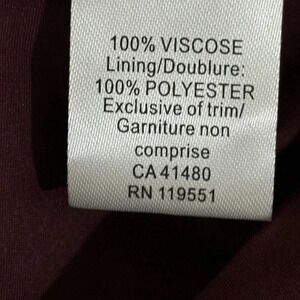 100% VISCOSE
Lining/Doublure:
100% POLYESTER
Exclusive of trim/
Garniture non
comprise
CA 41480
RN 119551